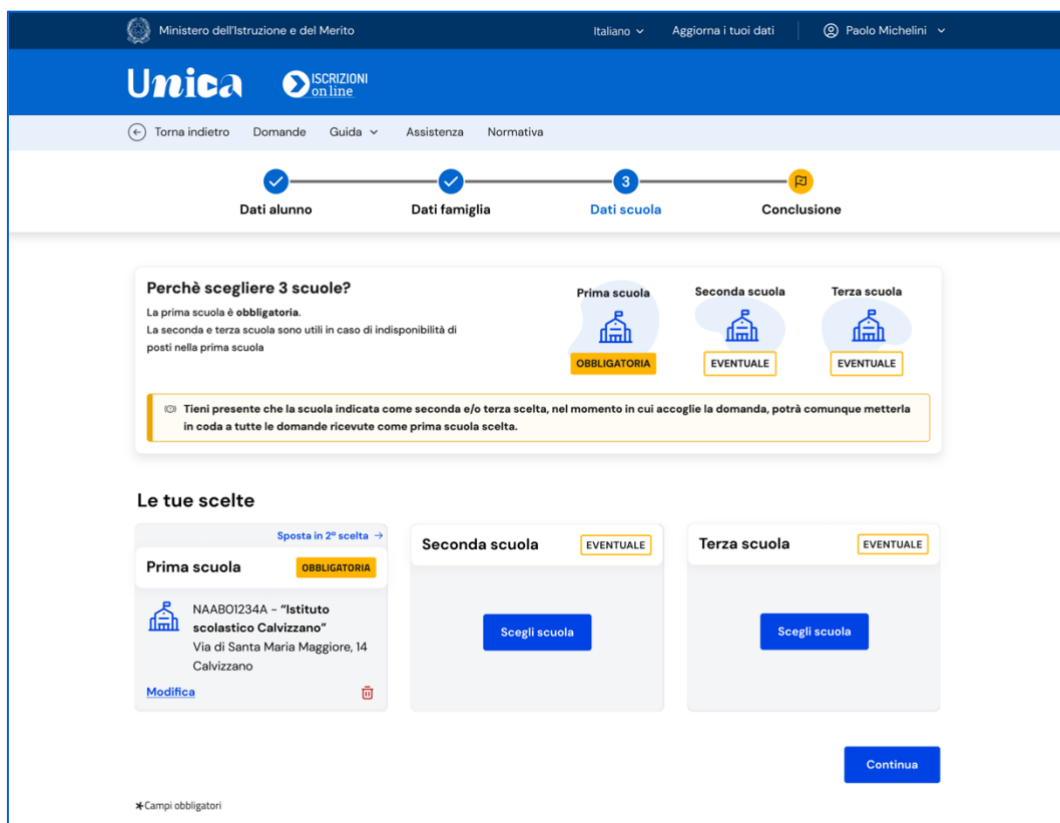 Ministero dell'Istruzione e del Merito
Italiano
Aggiorna i tuoi dati
Paolo Michelini
Unica
ISCRIZIONI
online
Torna indietro
Domande
Guida
Assistenza
Normativa
3
Dati alunno
Dati famiglia
Dati scuola
Conclusione
Perchè scegliere 3 scuole?
La prima scuola è obbligatoria.
La seconda e terza scuola sono utili in caso di indisponibilità di
posti nella prima scuola
Prima scuola
OBBLIGATORIA
Seconda scuola
EVENTUALE
Terza scuola
EVENTUALE
Tieni presente che la scuola indicata come seconda e/o terza scelta, nel momento in cui accoglie la domanda, potrà comunque metterla
in coda a tutte le domande ricevute come prima scuola scelta.
Le tue scelte
Sposta in 2ª scelta →
Prima scuola
OBBLIGATORIA
NAABO1234A - “Istituto
scolastico Calvizzano”
Via di Santa Maria Maggiore, 14
Calvizzano
Modifica
Seconda scuola
EVENTUALE
Scegli scuola
Terza scuola
EVENTUALE
Scegli scuola
Continua
*Campi obbligatori